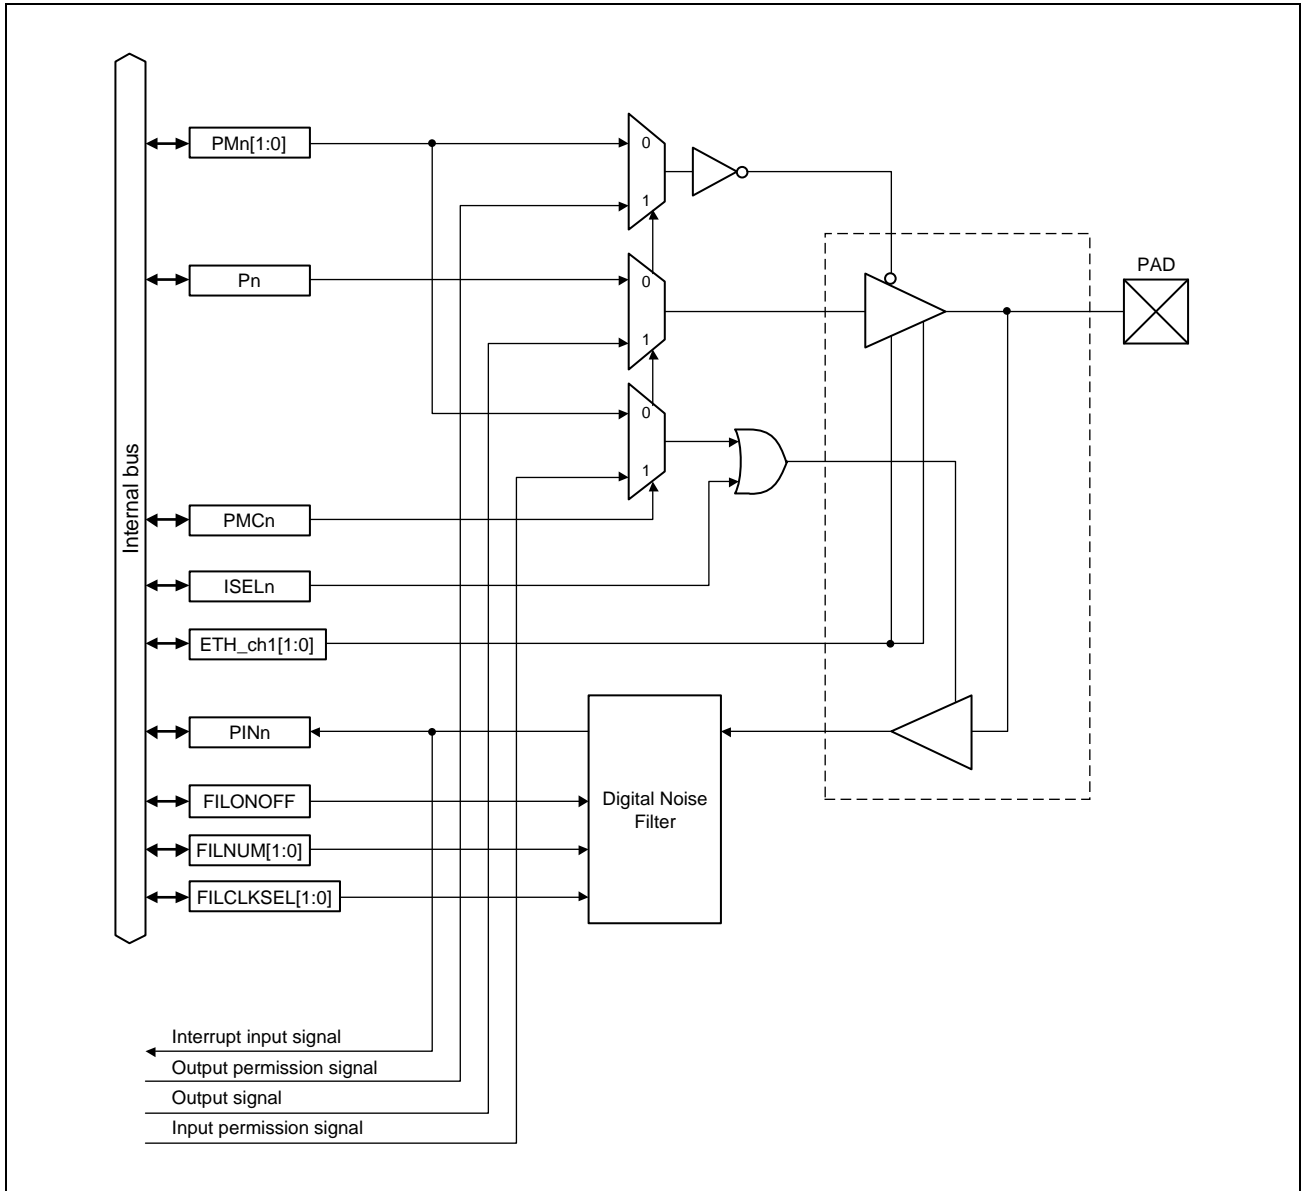 PMn[1:0]
0
1
Pn
0
1
PAD
0
1
Internal bus
PMCn
ISELn
ETH_ch1[1:0]
PINn
FILONOFF
FILNUM[1:0]
FILCLKSEL[1:0]
Digital Noise
Filter
Interrupt input signal
Output permission signal
Output signal
Input permission signal